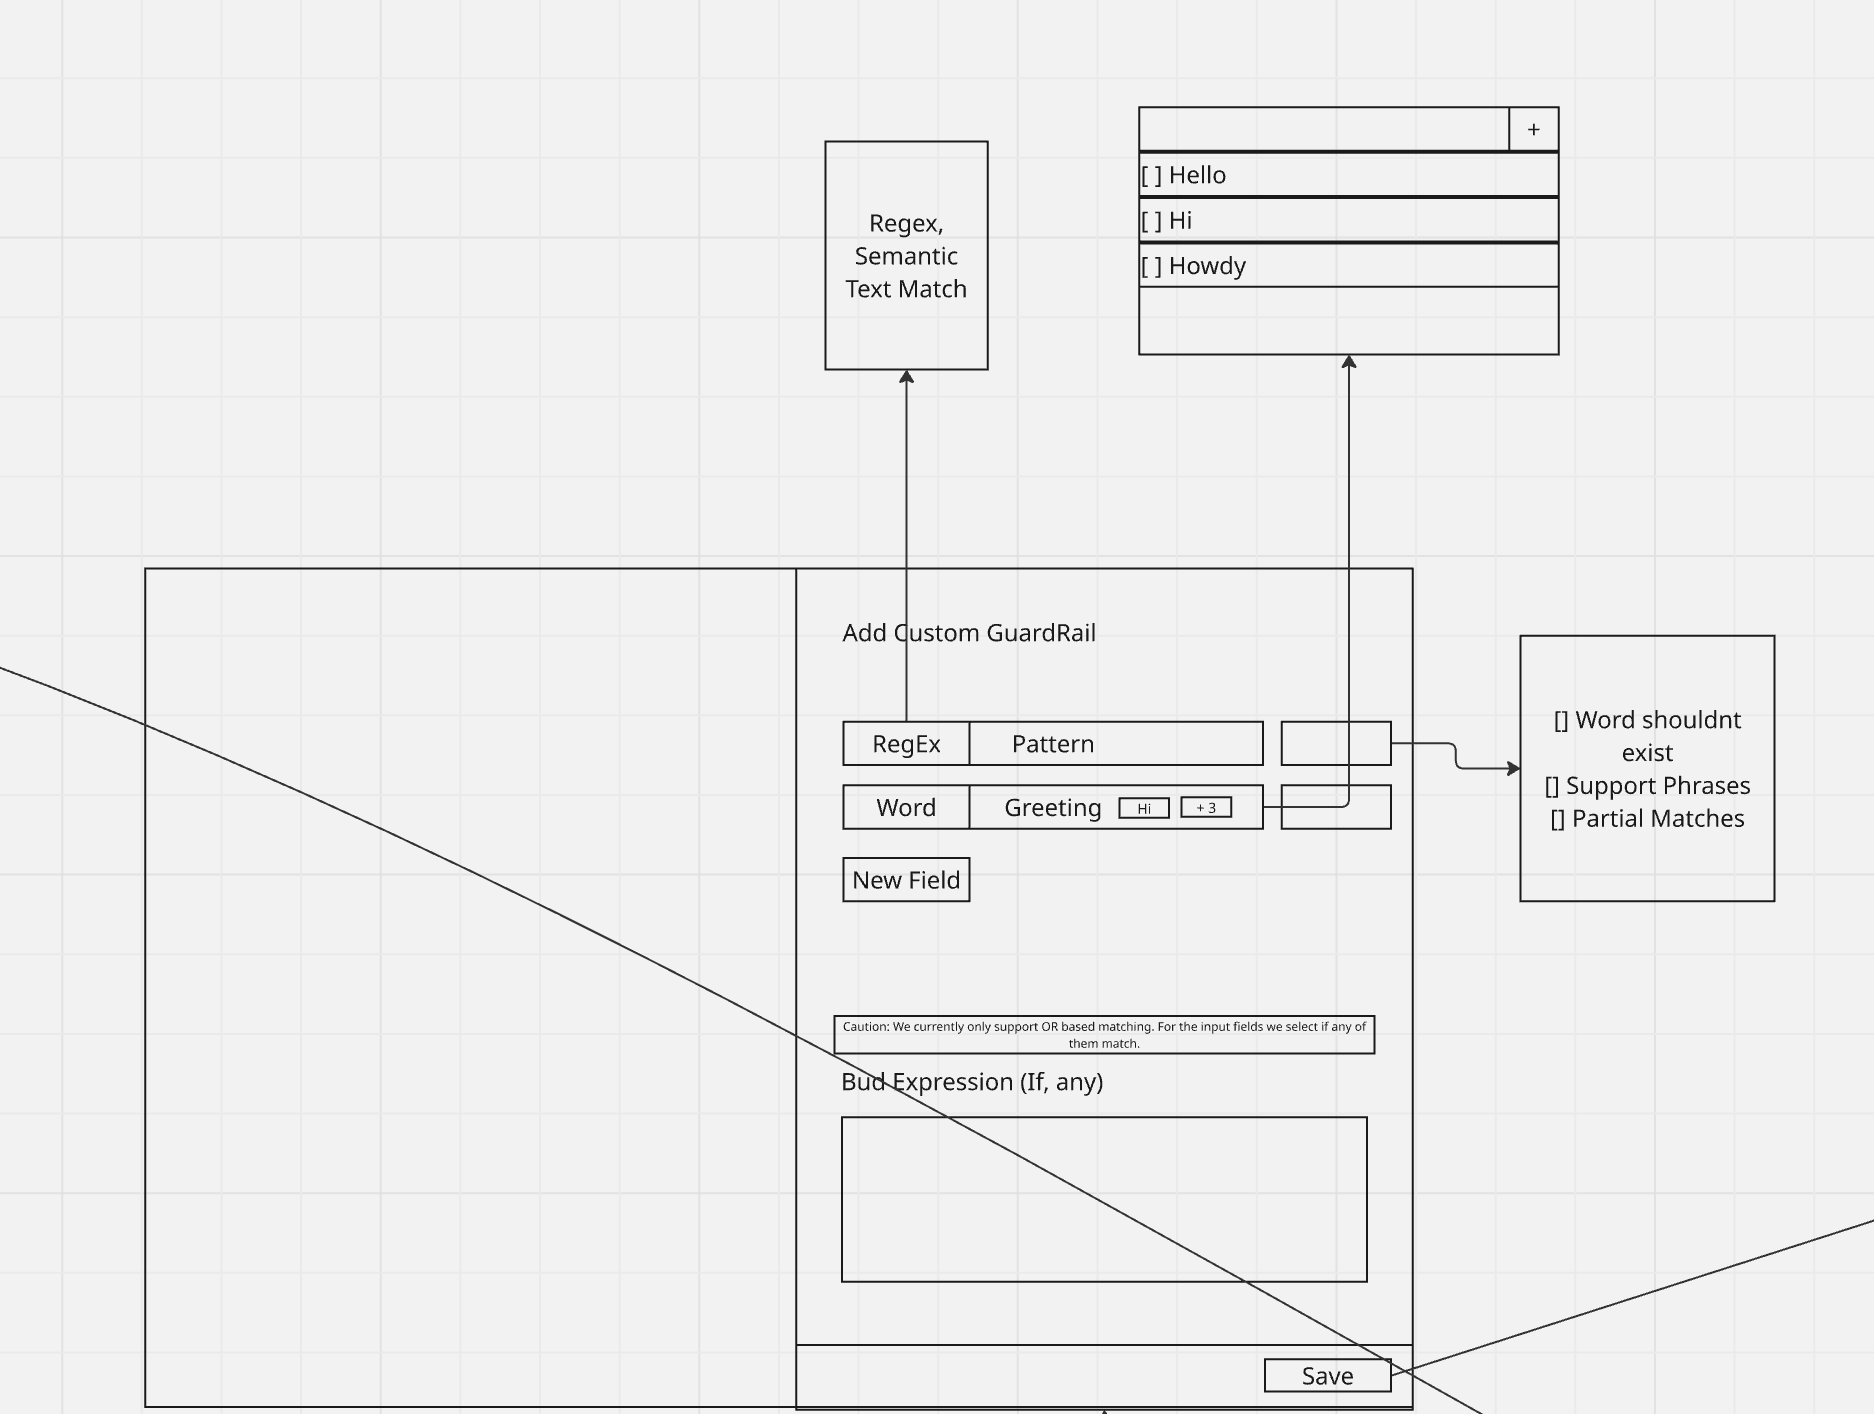 +
[ ] Hello
[ ] Hi
[ ] Howdy
Regex,
Semantic
Text Match
Add Custom GuardRail
RegEx Pattern
Word Greeting Hi + 3
New Field
[] Word shouldnt
exist
[] Support Phrases
[] Partial Matches
Caution: We currently only support OR based matching. For the input fields we select if any of
them match.
Bud Expression (If, any)
Save